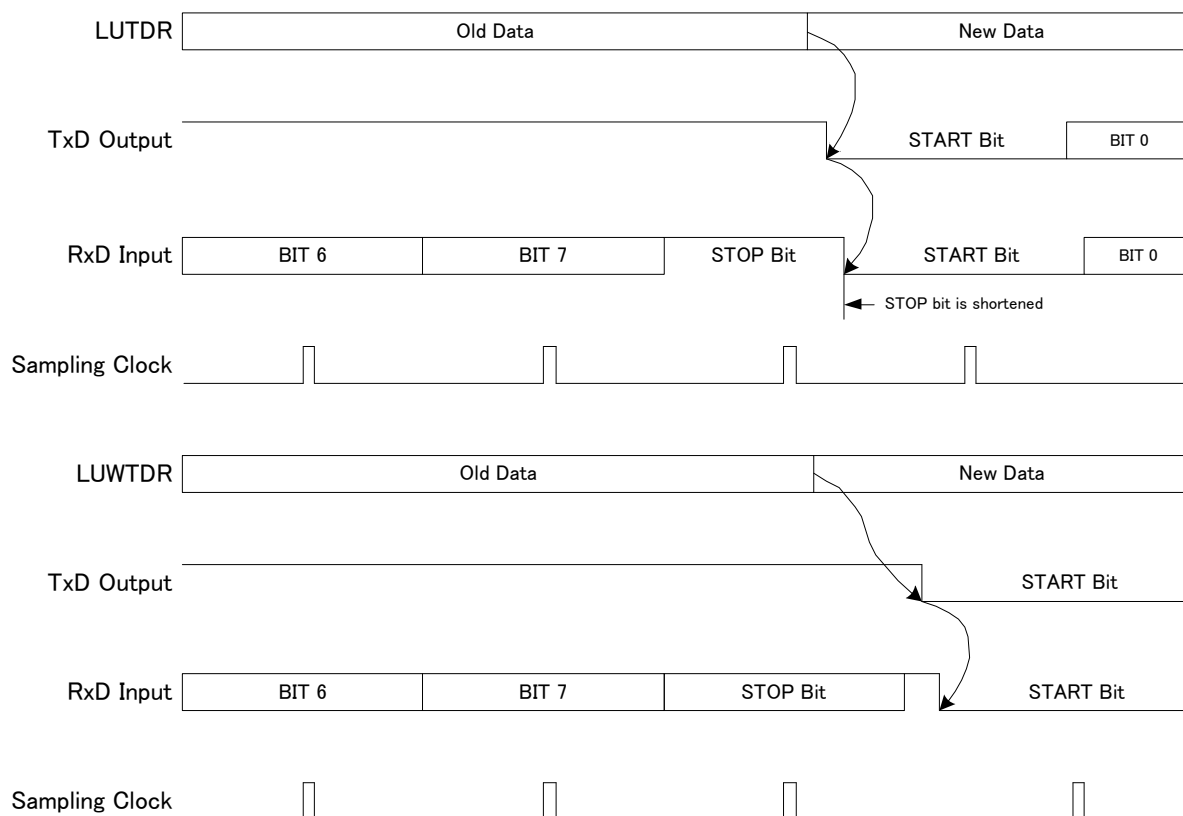 LUTDR Old Data New Data
TxD Output START Bit BIT 0
RxD Input BIT 6 BIT 7 STOP Bit START Bit BIT 0
STOP bit is shortened
Sampling Clock
LUWTDR Old Data New Data
TxD Output START Bit
RxD Input BIT 6 BIT 7 STOP Bit START Bit
Sampling Clock